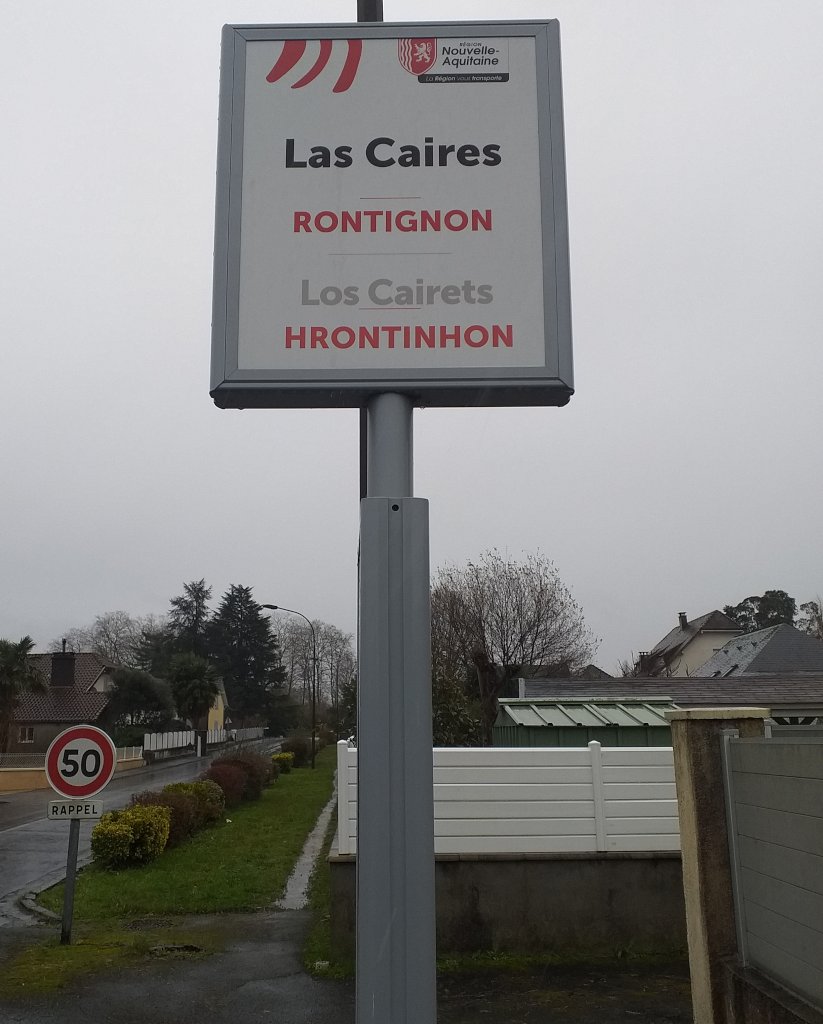 RÉGION
Nouvelle-
Aquitaine
La Région vous transporte
Las Caires
RONTIGNON
Los Cairets
HRONTINHON
50
RAPPEL